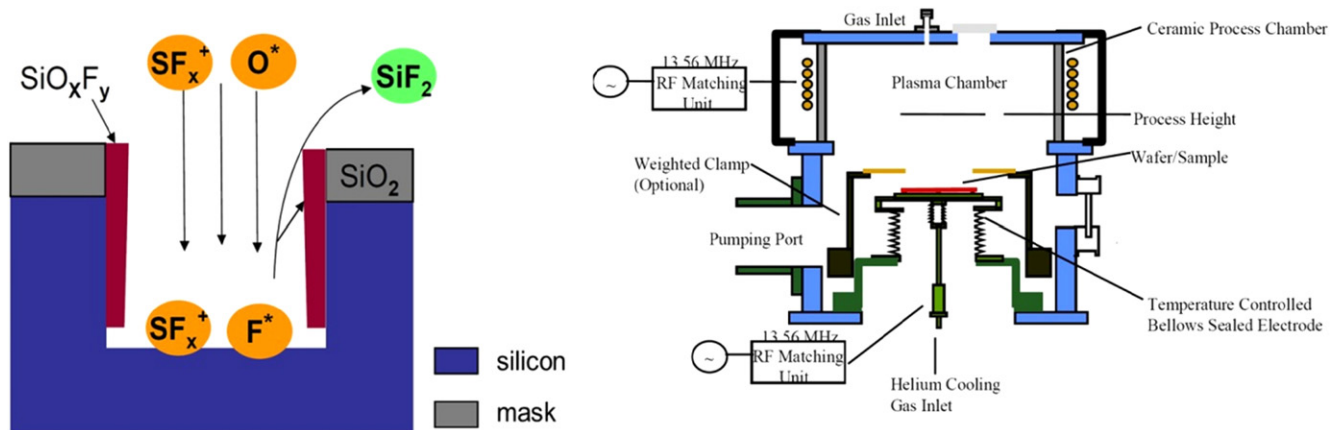 SFₓ⁺
O*
SiF₂
SiOₓFᵧ
SiO₂
SFₓ⁺
F*
silicon
mask
Gas Inlet
Ceramic Process Chamber
13.56 MHz
RF Matching
Unit
~
Plasma Chamber
Process Height
Weighted Clamp
(Optional)
Wafer/Sample
Pumping Port
Temperature Controlled
Bellows Sealed Electrode
13.56 MHz
RF Matching
Unit
~
Helium Cooling
Gas Inlet